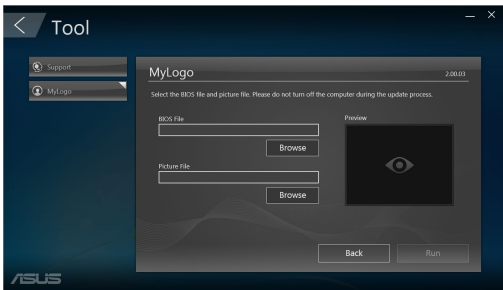 Tool
Support
MyLogo
MyLogo
2.00.03
Select the BIOS file and picture file. Please do not turn off the computer during the update process.
BIOS File
Browse
Picture File
Browse
Preview
Back
Run
ASUS